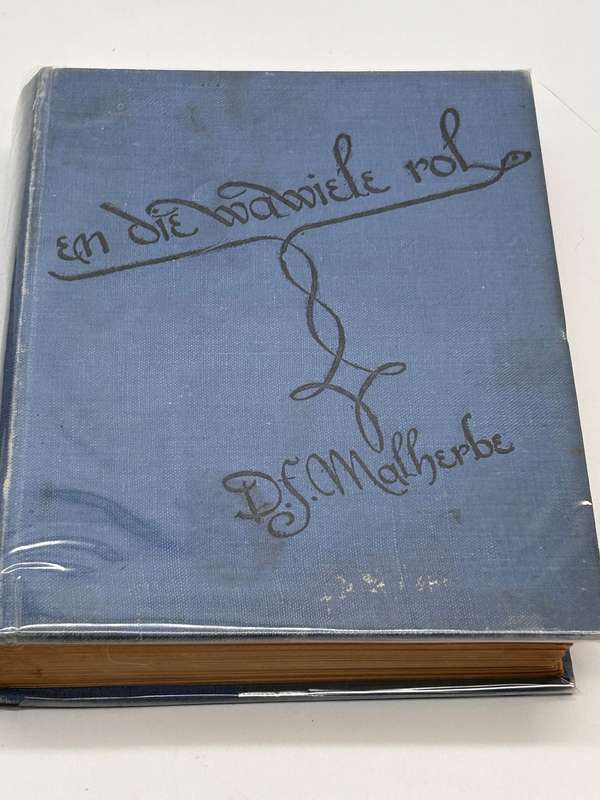 en die wawiele rol
D.F. Malherbe